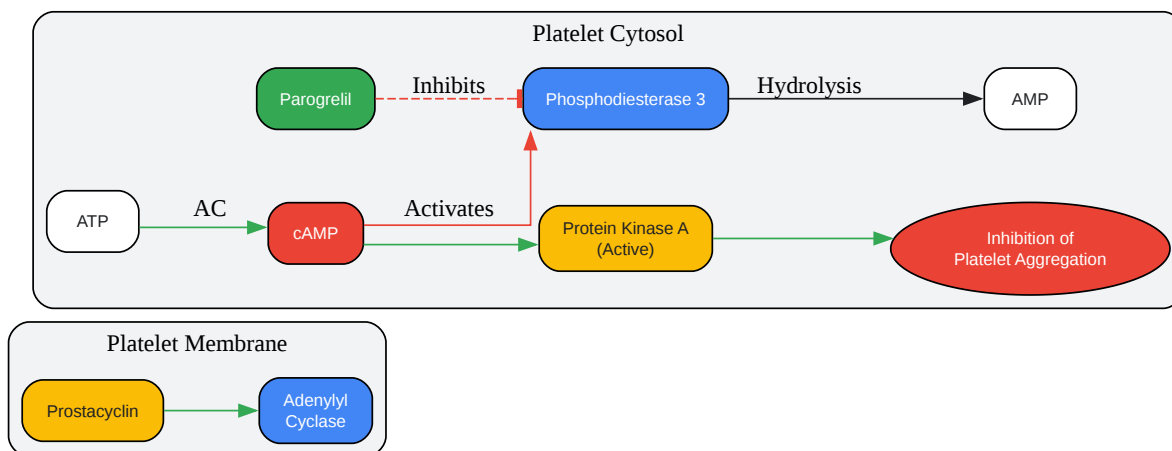 Platelet Cytosol
Parogrelil
Inhibits
Phosphodiesterase 3
Hydrolysis
AMP
ATP
AC
cAMP
Activates
Protein Kinase A
(Active)
Inhibition of
Platelet Aggregation
Platelet Membrane
Prostacyclin
Adenylyl
Cyclase